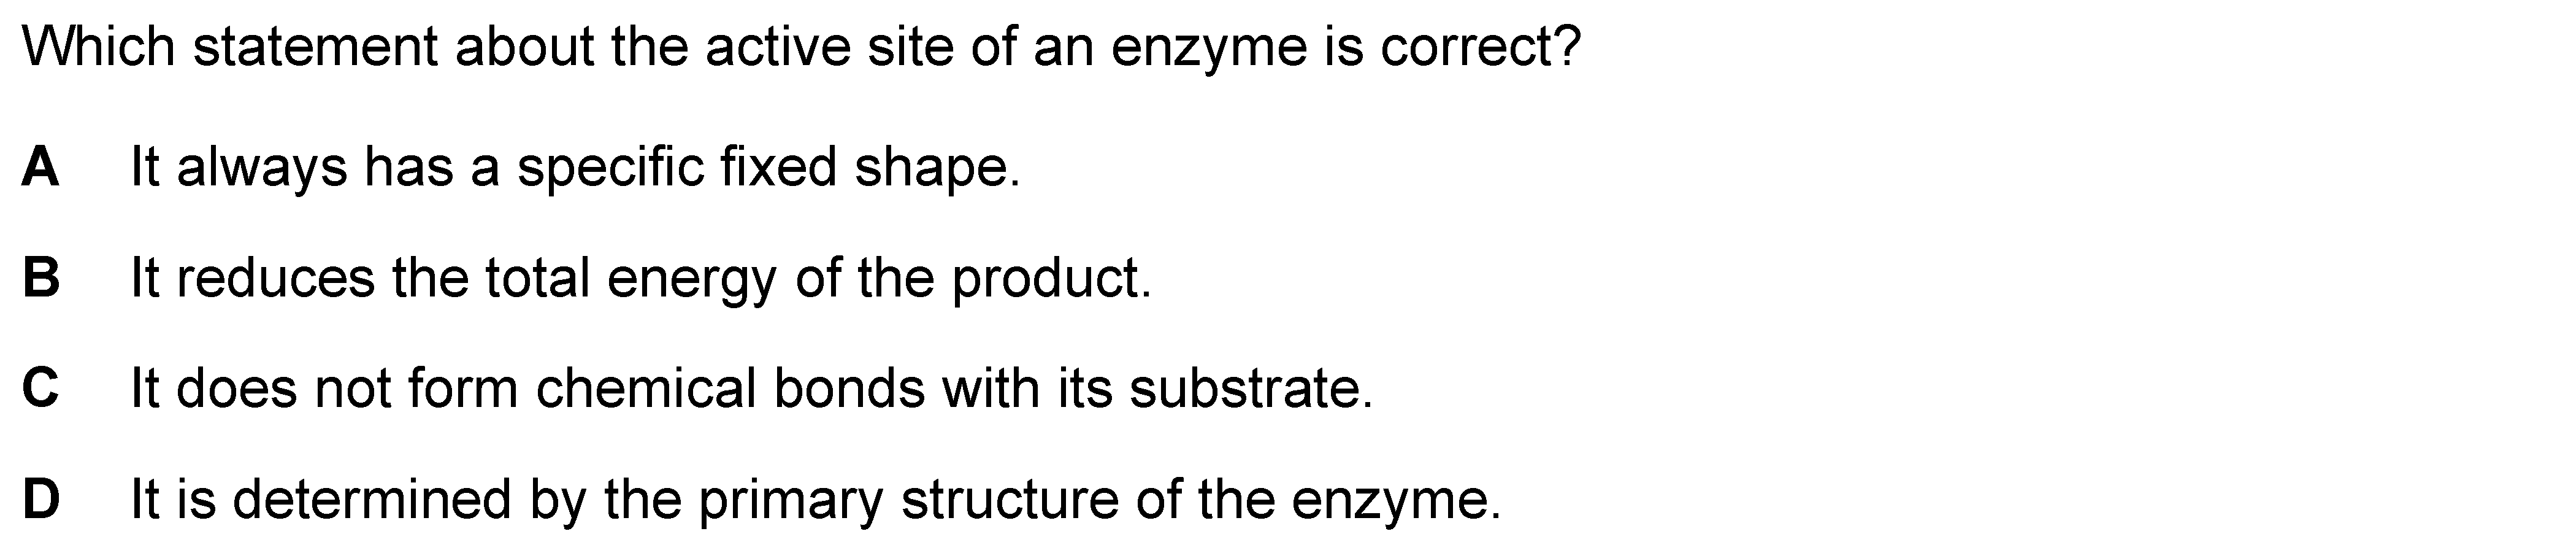 Which statement about the active site of an enzyme is correct?
A It always has a specific fixed shape.
B It reduces the total energy of the product.
C It does not form chemical bonds with its substrate.
D It is determined by the primary structure of the enzyme.